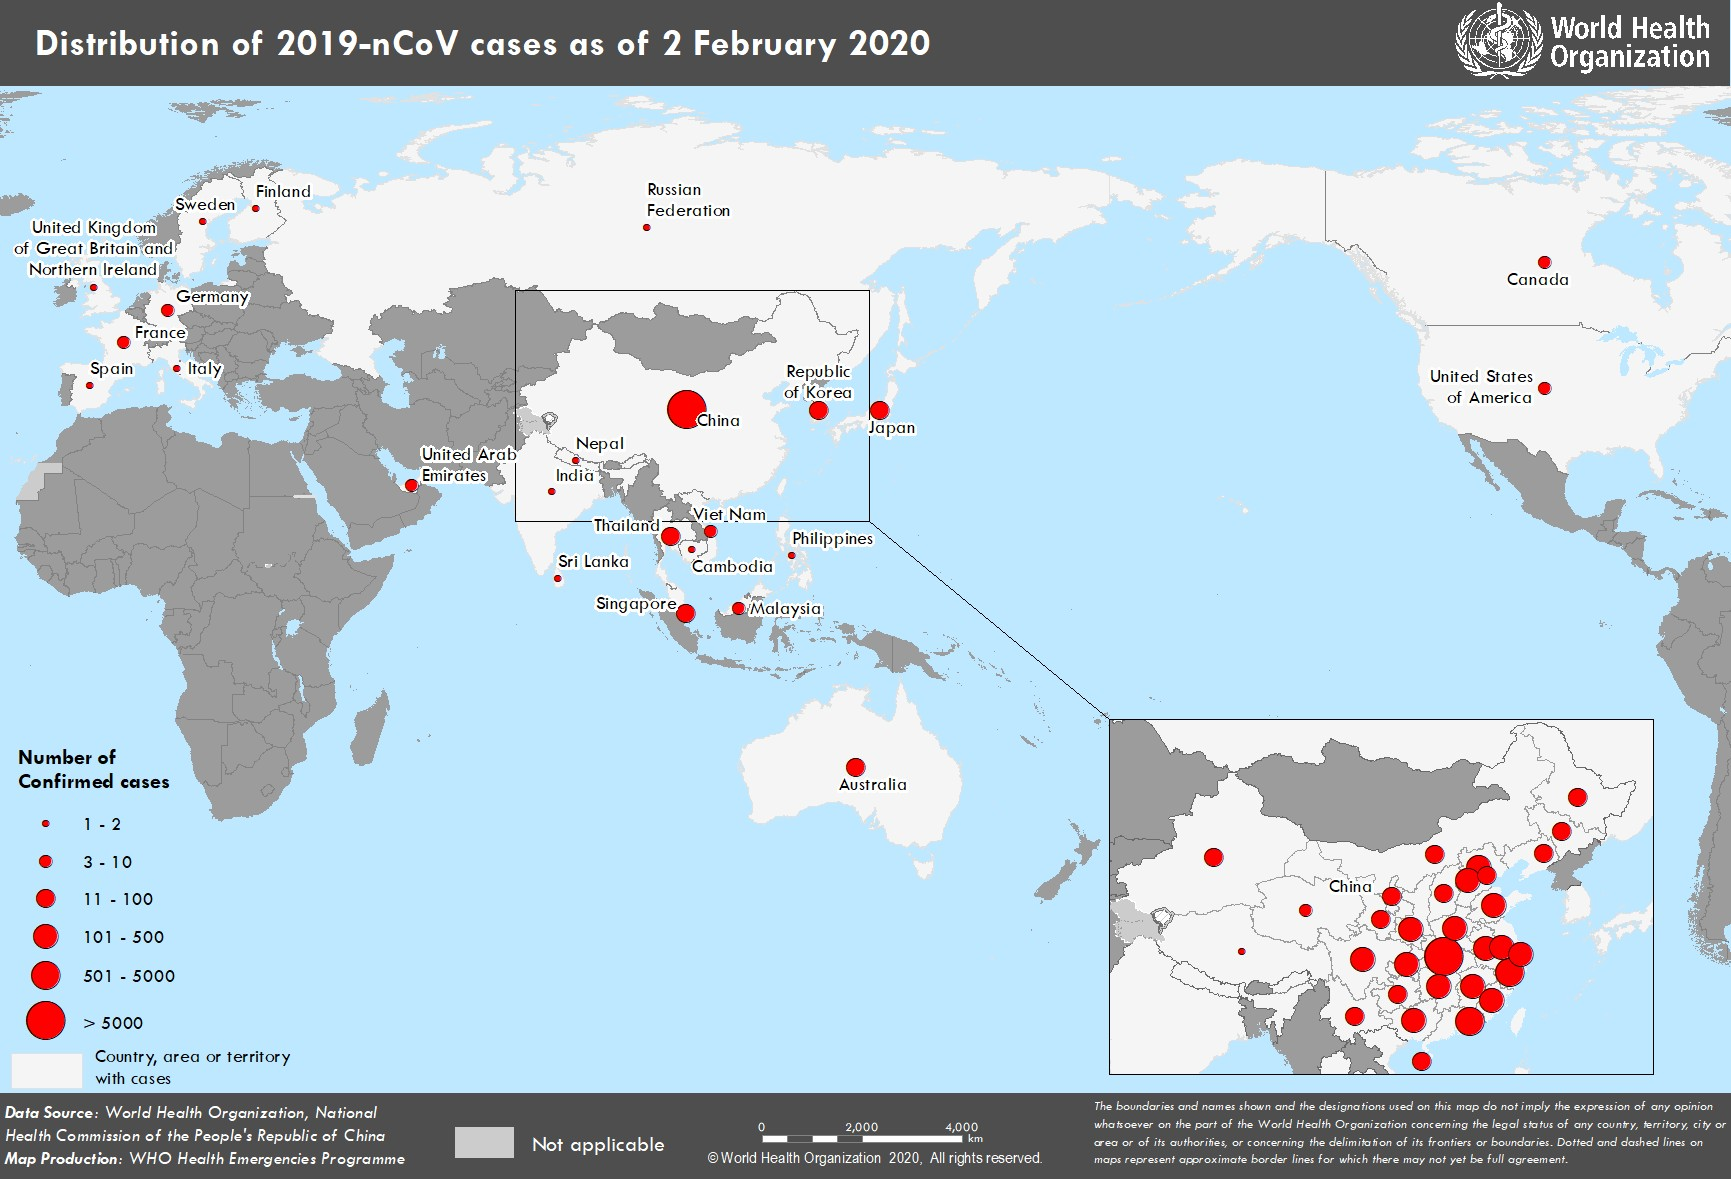 Distribution of 2019-nCoV cases as of 2 February 2020
World Health
Organization
Russian
Federation
Finland
Sweden
United Kingdom
of Great Britain and
Northern Ireland
Germany
France
Spain
Italy
Canada
United States
of America
Republic
of Korea
China
Japan
Nepal
India
United Arab
Emirates
Viet Nam
Thailand
Philippines
Sri Lanka
Cambodia
Singapore
Malaysia
Australia
China
Number of
Confirmed cases
1 - 2
3 - 10
11 - 100
101 - 500
501 - 5000
> 5000
Country, area or territory
with cases
Data Source: World Health Organization, National
Health Commission of the People's Republic of China
Map Production: WHO Health Emergencies Programme
Not applicable
0 2,000 4,000
km
© World Health Organization 2020, All rights reserved.
The boundaries and names shown and the designations used on this map do not imply the expression of any opinion
whatsoever on the part of the World Health Organization concerning the legal status of any country, territory, city or
area or of its authorities, or concerning the delimitation of its frontiers or boundaries. Dotted and dashed lines on
maps represent approximate border lines for which there may not yet be full agreement.